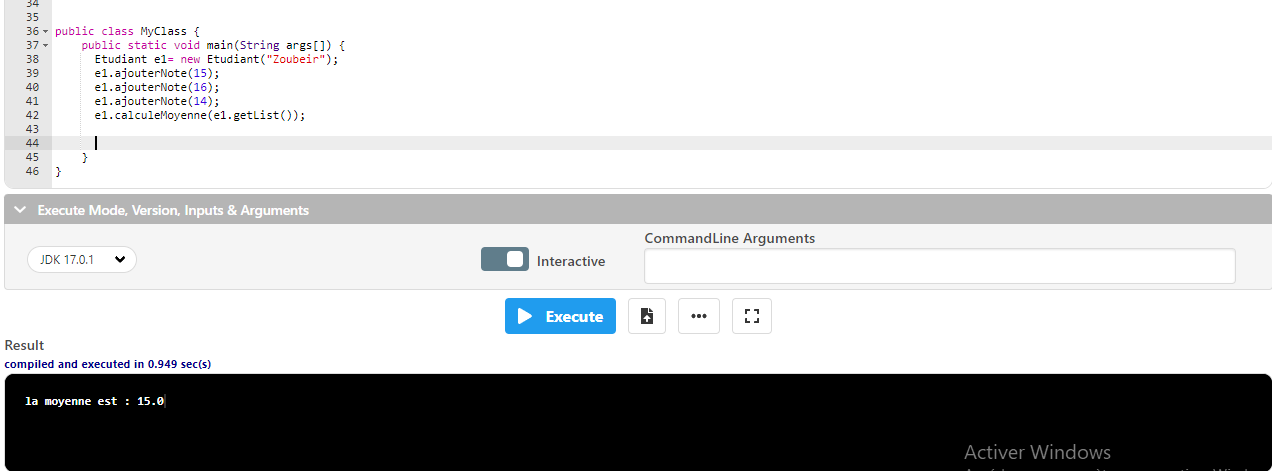 34
35
36 public class MyClass {
37 public static void main(String args[]) {
38 Etudiant e1= new Etudiant("Zoubeir");
39 e1.ajouterNote(15);
40 e1.ajouterNote(16);
41 e1.ajouterNote(14);
42 e1.calculeMoyenne(e1.getList());
43
44
45 }
46 }
Execute Mode, Version, Inputs & Arguments
CommandLine Arguments
JDK 17.0.1
Interactive
Execute
Result
compiled and executed in 0.949 sec(s)
la moyenne est : 15.0
Activer Windows